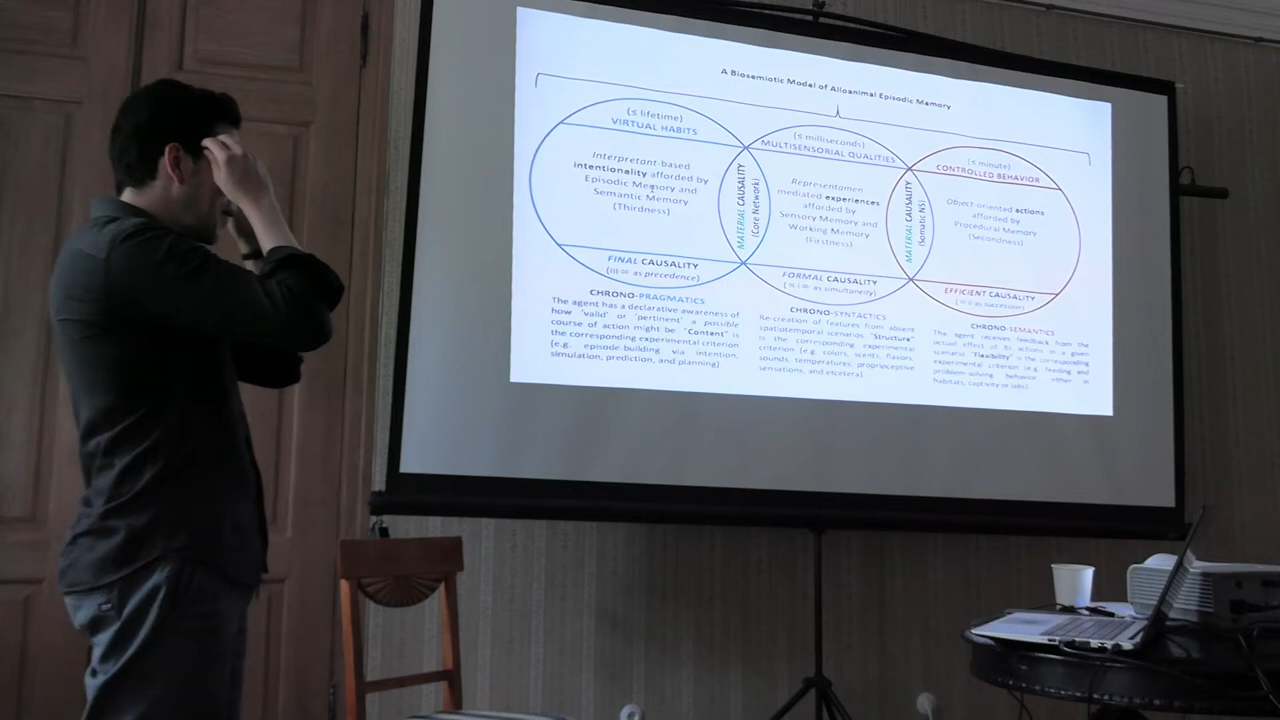 A Biosemiotic Model of Alloanimal Episodic Memory
(≤ lifetime)
VIRTUAL HABITS
Interpretant-based
intentionality afforded by
Episodic Memory and
Semantic Memory
(Thirdness)
FINAL CAUSALITY
as precedence)
MATERIAL CAUSALITY
(Core Network)
(≤ milliseconds)
MULTISENSORIAL QUALITIES
Representamen-
mediated experiences
afforded by
Sensory Memory and
Working Memory
(Firstness)
FORMAL CAUSALITY
as simultaneity)
MATERIAL CAUSALITY
(Somatic NS)
(≤ minute)
CONTROLLED BEHAVIOR
Object-oriented actions
afforded by
Procedural Memory
(Secondness)
EFFICIENT CAUSALITY
as succession)
CHRONO-PRAGMATICS
The agent has a declarative awareness of
how 'valid' or 'pertinent' a possible
course of action might be. "Content" is
the corresponding experimental criterion
(e.g. episode-building via intention,
simulation, prediction, and planning)
CHRONO-SYNTACTICS
Re-creation of features from absent
spatiotemporal scenarios. "Structure"
is the corresponding experimental
criterion (e.g. colors, scents, flavors,
sounds, temperatures, proprioceptive
sensations, and etcetera)
CHRONO-SEMANTICS
The agent receives feedback from the
actual effect of its actions in a given
scenario. "Flexibility" is the corresponding
experimental criterion (e.g. feeding and
problem-solving behavior, either in
habitats, captivity or labs)